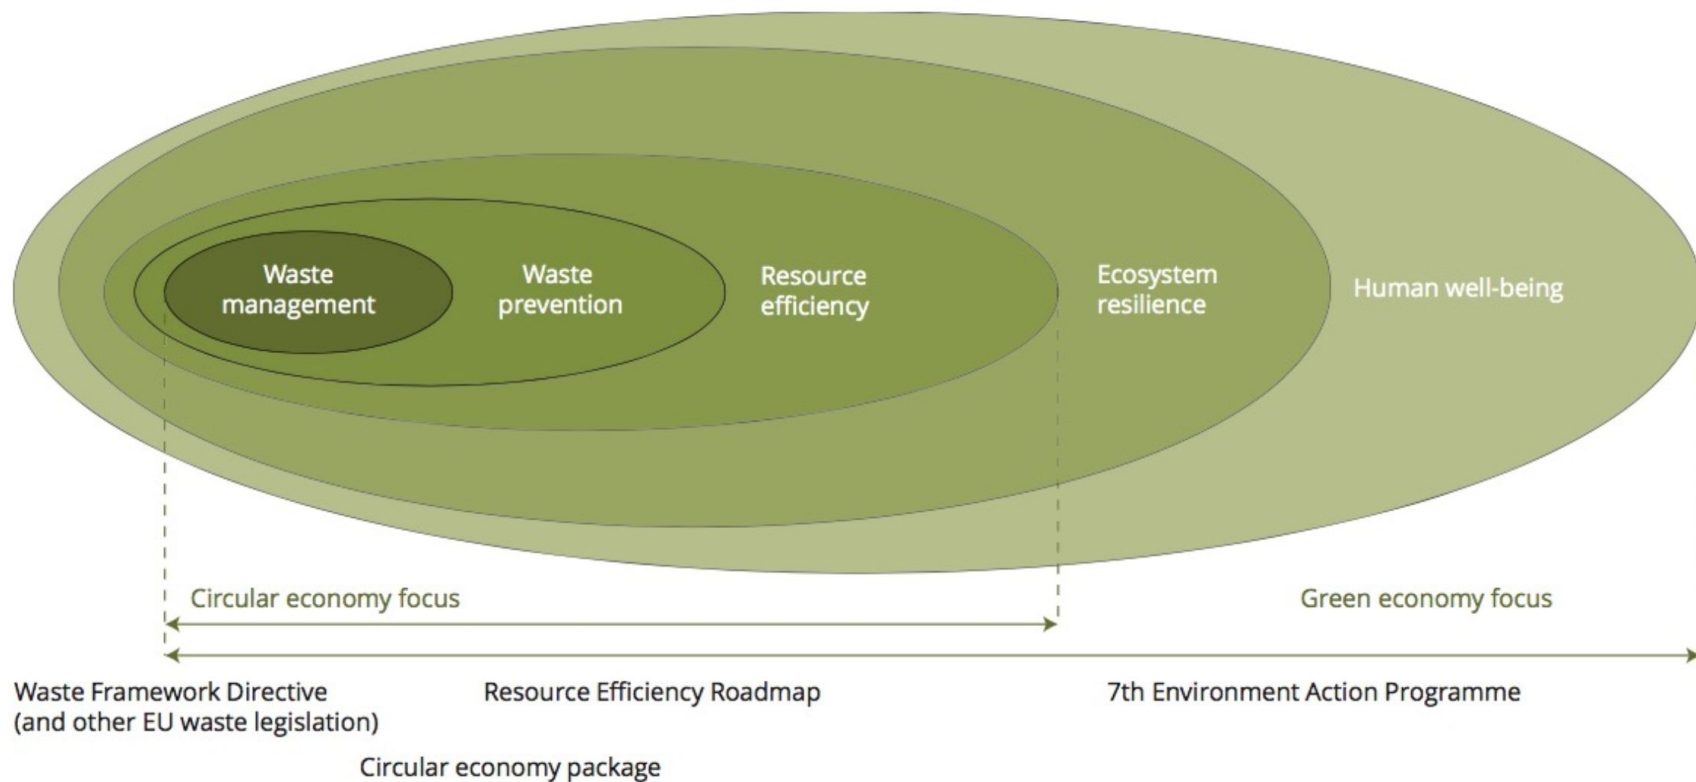 Waste
management
Waste
prevention
Resource
efficiency
Ecosystem
resilience
Human well-being
Circular economy focus
Green economy focus
Waste Framework Directive
(and other EU waste legislation)
Resource Efficiency Roadmap
7th Environment Action Programme
Circular economy package